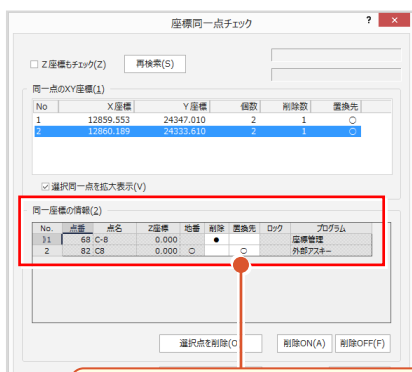 座標同一点チェック ? ×
□ Z座標もチェック(Z) 再検索(S)
同一点のXY座標(1)
No X座標 Y座標 個数 削除数 置換先
1 12859.553 24347.010 2 1 ○
2 12860.189 24333.610 2 1 ○
☑ 選択同一点を拡大表示(V)
同一座標の情報(2)
No. 点番 点名 Z座標 地番 削除 置換先 ロック プログラム
1 68 C-8 0.000 ● 座標管理
2 82 C8 0.000 ○ ○ 外部アスキー
選択点を削除(O) 削除ON(A) 削除OFF(F)